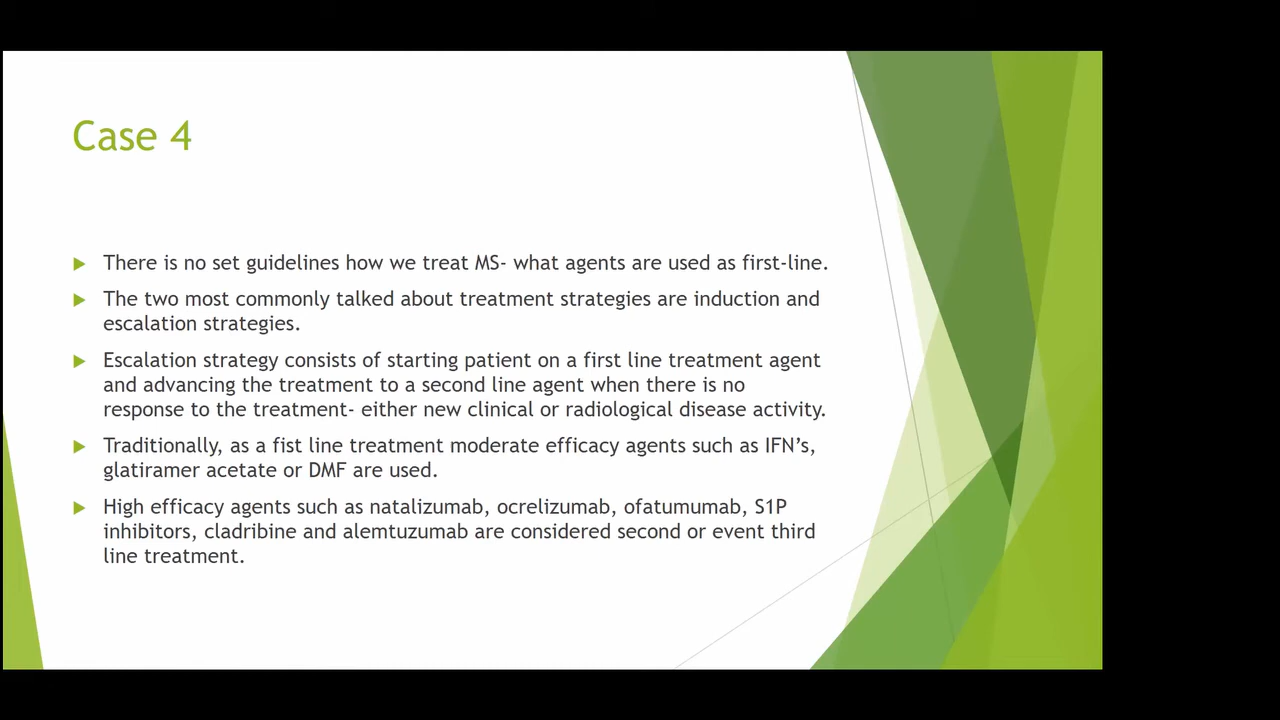 Case 4
There is no set guidelines how we treat MS- what agents are used as first-line.
The two most commonly talked about treatment strategies are induction and
escalation strategies.
Escalation strategy consists of starting patient on a first line treatment agent
and advancing the treatment to a second line agent when there is no
response to the treatment- either new clinical or radiological disease activity.
Traditionally, as a fist line treatment moderate efficacy agents such as IFN’s,
glatiramer acetate or DMF are used.
High efficacy agents such as natalizumab, ocrelizumab, ofatumumab, S1P
inhibitors, cladribine and alemtuzumab are considered second or event third
line treatment.